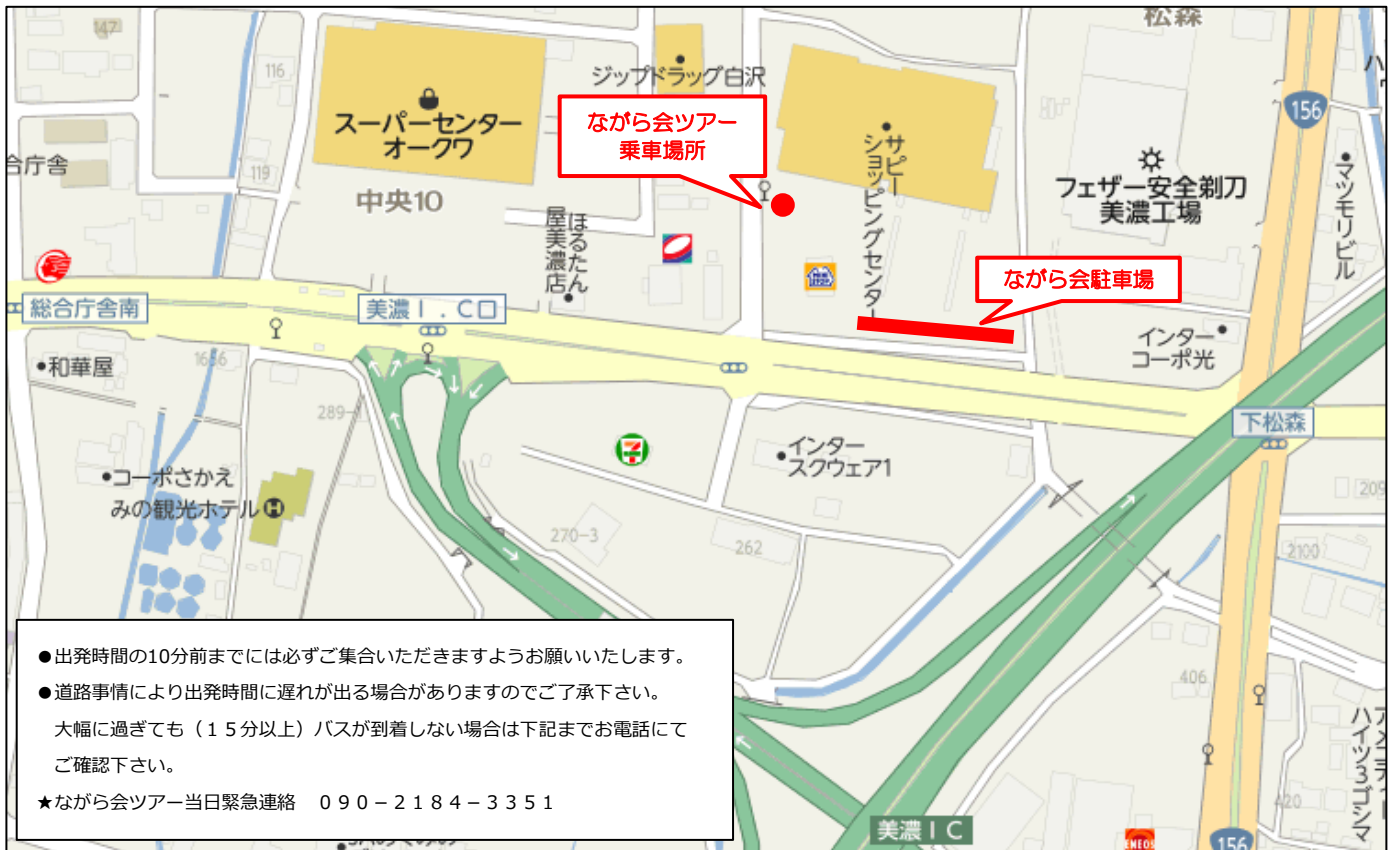 松森
147
116
ジップドラッグ白沢
156
スーパーセンター
オークワ
ながら会ツアー
乗車場所
サピー
ショッピングセンター
フェザー安全剃刀
美濃工場
マツモリビル
合庁舎
119
中央10
ほるたん
屋美濃店
ながら会駐車場
総合庁舎南
美濃I.C口
インター
コーポ光
和華屋
1656
289-1
下松森
インター
スクウェア1
コーポさかえ
みの観光ホテル
H
7
270-3
262
209
2100
●出発時間の10分前までには必ずご集合いただきますようお願いいたします。
●道路事情により出発時間に遅れが出る場合がありますのでご了承下さい。
大幅に過ぎても（１５分以上）バスが到着しない場合は下記までお電話にて
ご確認下さい。
★ながら会ツアー当日緊急連絡　０９０－２１８４－３３５１
406
420
ハイツ3ゴシマ
美濃IC
ENEOS
156